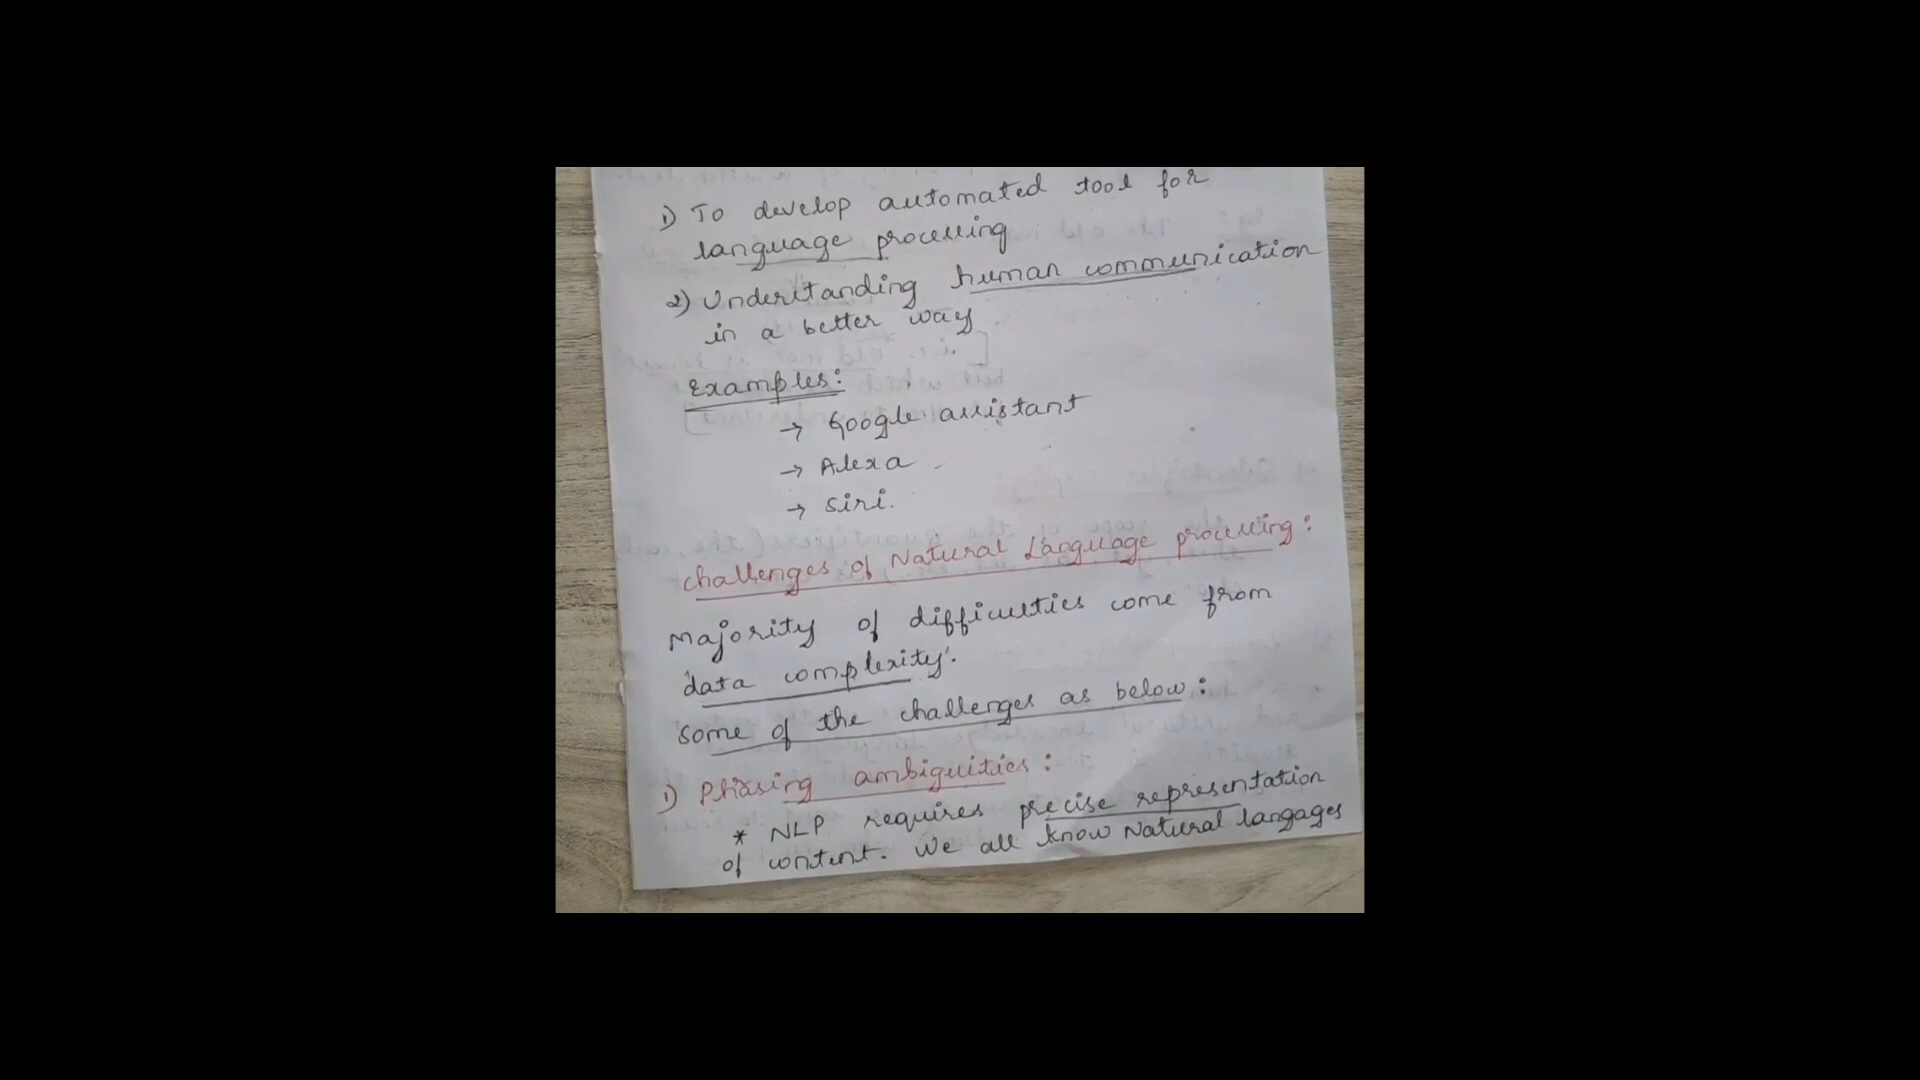 1) To develop automated tool for
language processing
2) Understanding human communication
in a better way
Examples:
→ Google assistant
→ Alexa
→ Siri.
challenges of Natural Language processing:
Majority of difficulties come from
data complexity.
some of the challenges as below:
1) Phrasing ambiguities:
* NLP requires precise representation
of content. We all know Natural langages